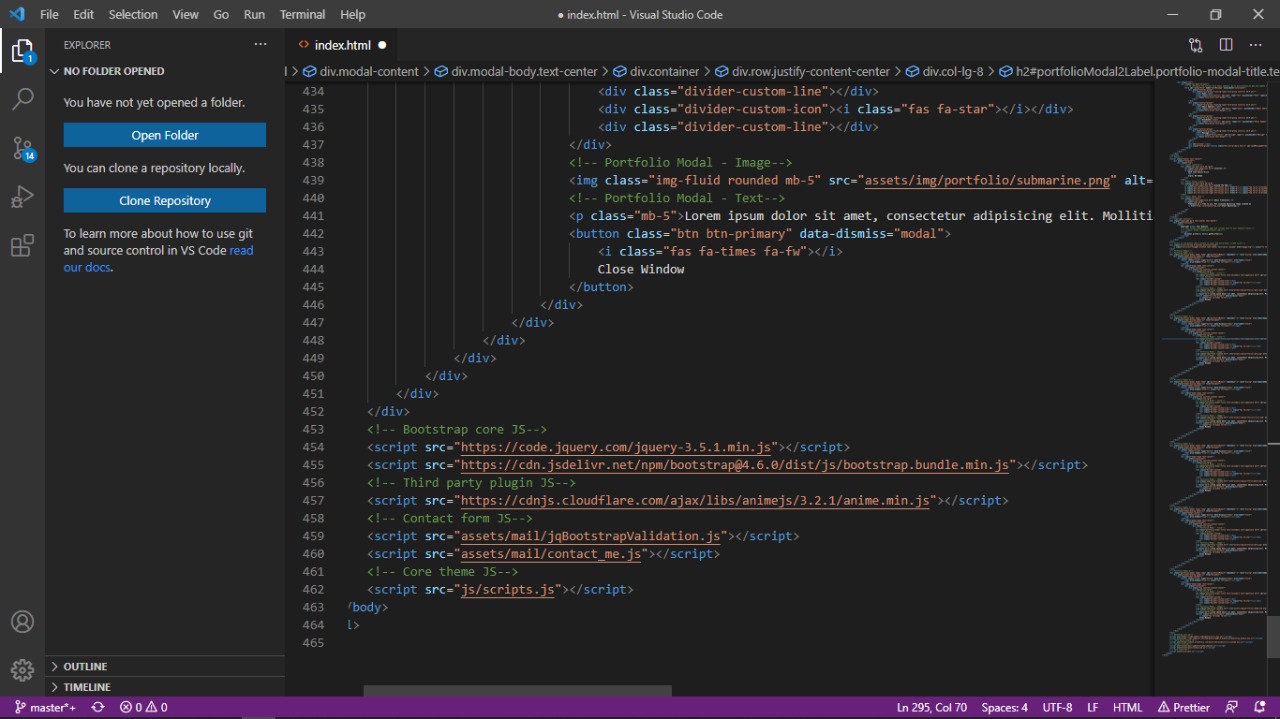 File Edit Selection View Go Run Terminal Help
● index.html - Visual Studio Code
EXPLORER
NO FOLDER OPENED
You have not yet opened a folder.
Open Folder
You can clone a repository locally.
Clone Repository
To learn more about how to use git
and source control in VS Code read
our docs.
OUTLINE
TIMELINE
1
14
<> index.html ●
l > div.modal-content > div.modal-body.text-center > div.container > div.row.justify-content-center > div.col-lg-8 > h2#portfolioModal2Label.portfolio-modal-title.te
434 <div class="divider-custom-line"></div>
435 <div class="divider-custom-icon"><i class="fas fa-star"></i></div>
436 <div class="divider-custom-line"></div>
437 </div>
438 <!-- Portfolio Modal - Image-->
439 <img class="img-fluid rounded mb-5" src="assets/img/portfolio/submarine.png" alt=
440 <!-- Portfolio Modal - Text-->
441 <p class="mb-5">Lorem ipsum dolor sit amet, consectetur adipisicing elit. Molliti
442 <button class="btn btn-primary" data-dismiss="modal">
443 <i class="fas fa-times fa-fw"></i>
444 Close Window
445 </button>
446 </div>
447 </div>
448 </div>
449 </div>
450 </div>
451 </div>
452 </div>
453 <!-- Bootstrap core JS-->
454 <script src="https://code.jquery.com/jquery-3.5.1.min.js"></script>
455 <script src="https://cdn.jsdelivr.net/npm/bootstrap@4.6.0/dist/js/bootstrap.bundle.min.js"></script>
456 <!-- Third party plugin JS-->
457 <script src="https://cdnjs.cloudflare.com/ajax/libs/animejs/3.2.1/anime.min.js"></script>
458 <!-- Contact form JS-->
459 <script src="assets/mail/jqBootstrapValidation.js"></script>
460 <script src="assets/mail/contact_me.js"></script>
461 <!-- Core theme JS-->
462 <script src="js/scripts.js"></script>
463 /body>
464 l>
465
master*+ 0 0 Ln 295, Col 70 Spaces: 4 UTF-8 LF HTML Prettier